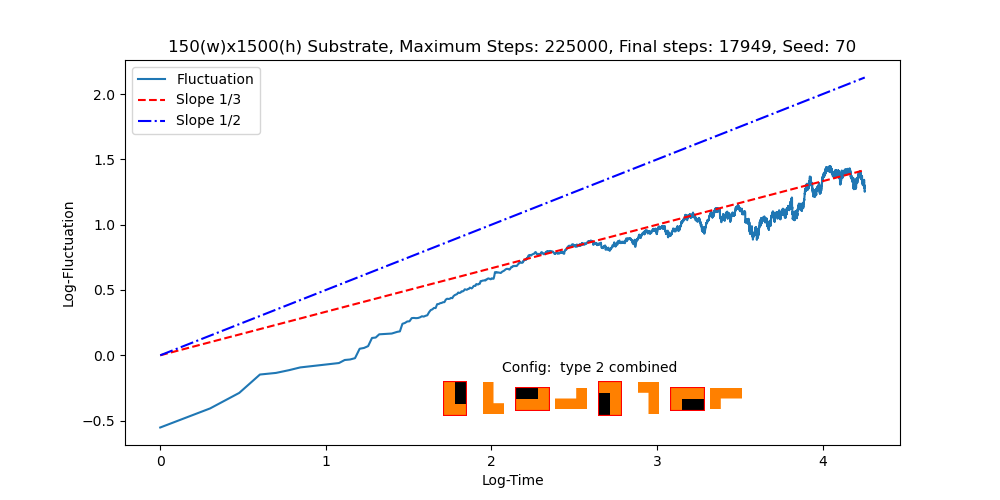 150(w)x1500(h) Substrate, Maximum Steps: 225000, Final steps: 17949, Seed: 70
Fluctuation
Slope 1/3
Slope 1/2
2.0
1.5
1.0
0.5
0.0
−0.5
Log-Fluctuation
Config:  type 2 combined
0 1 2 3 4
Log-Time